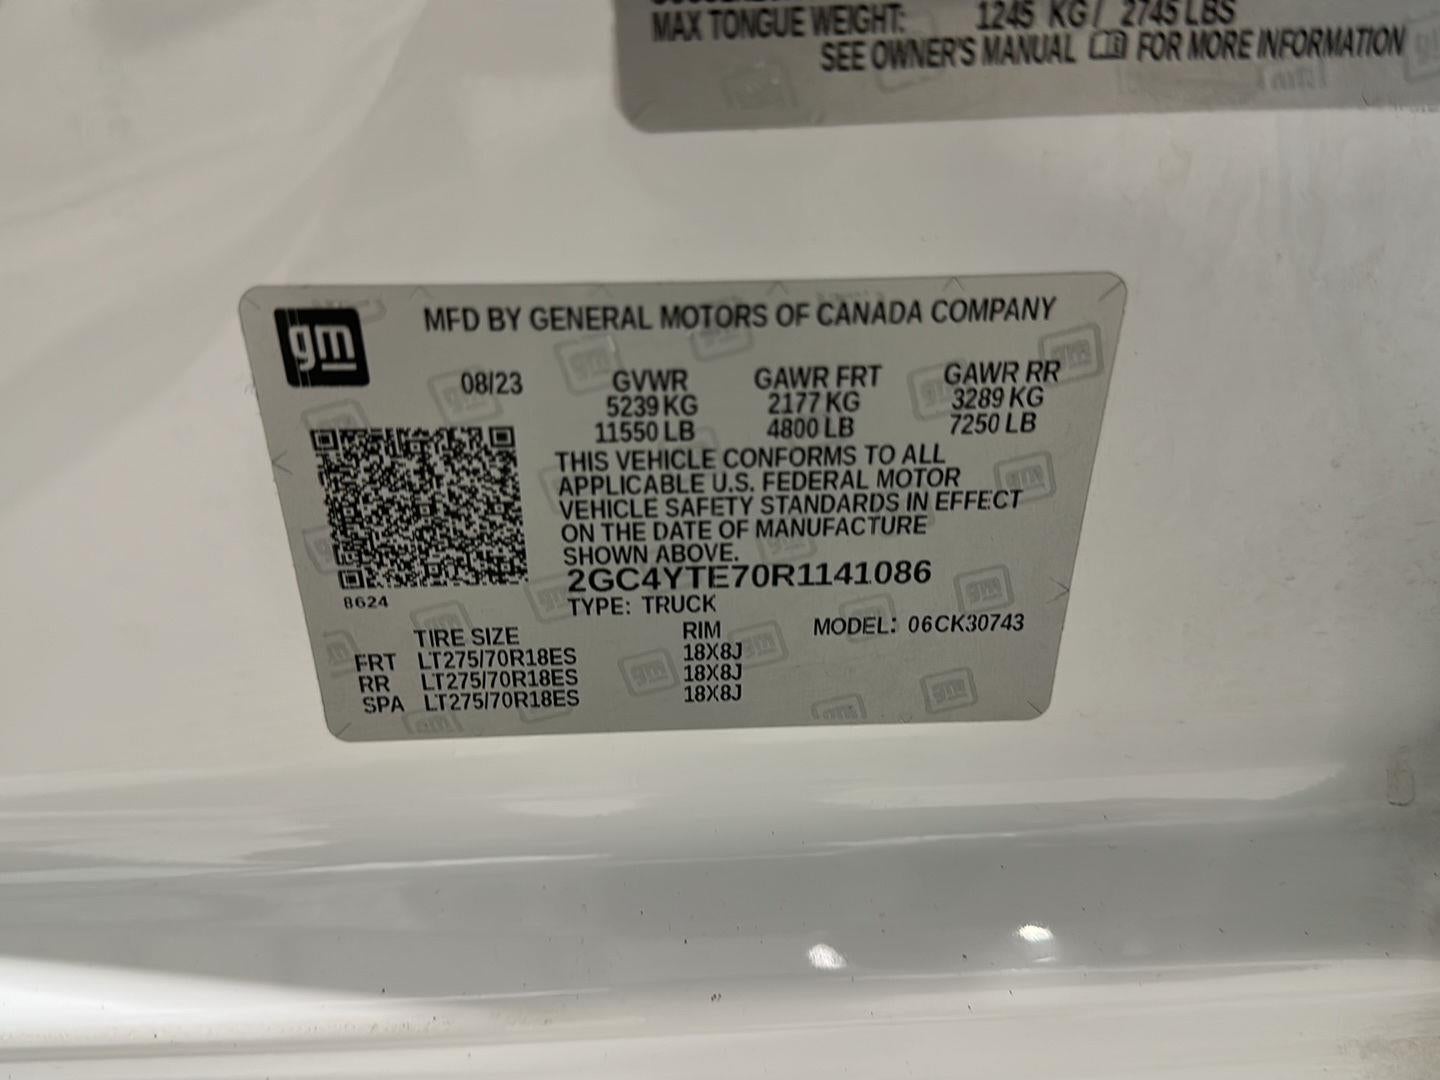 MAX TONGUE WEIGHT: 1245 KG / 2745 LBS
SEE OWNER'S MANUAL FOR MORE INFORMATION
gm
MFD BY GENERAL MOTORS OF CANADA COMPANY
08/23 GVWR GAWR FRT GAWR RR
5239 KG 2177 KG 3289 KG
11550 LB 4800 LB 7250 LB
THIS VEHICLE CONFORMS TO ALL
APPLICABLE U.S. FEDERAL MOTOR
VEHICLE SAFETY STANDARDS IN EFFECT
ON THE DATE OF MANUFACTURE
SHOWN ABOVE.
2GC4YTE70R1141086
8624
TYPE: TRUCK
TIRE SIZE RIM MODEL: 06CK30743
FRT LT275/70R18ES 18X8J
RR LT275/70R18ES 18X8J
SPA LT275/70R18ES 18X8J